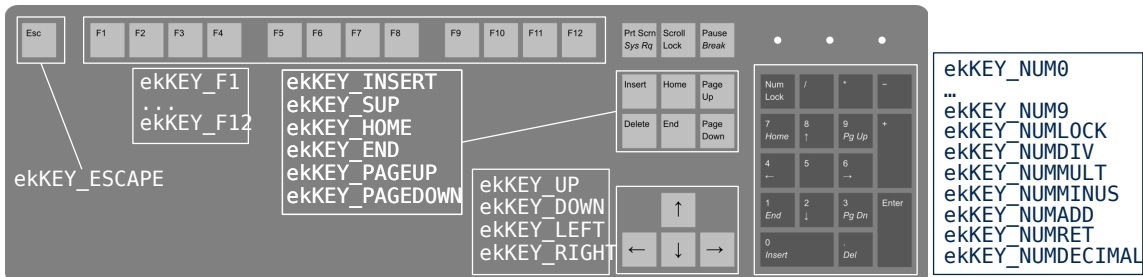 Esc
F1
F2
F3
F4
F5
F6
F7
F8
F9
F10
F11
F12
Prt Scrn
Sys Rq
Scroll
Lock
Pause
Break
ekKEY_ESCAPE
ekKEY_F1
...
ekKEY_F12
ekKEY_INSERT
ekKEY_SUP
ekKEY_HOME
ekKEY_END
ekKEY_PAGEUP
ekKEY_PAGEDOWN
Insert
Home
Page
Up
Delete
End
Page
Down
ekKEY_UP
ekKEY_DOWN
ekKEY_LEFT
ekKEY_RIGHT
↑
←
↓
→
Num
Lock
/
*
-
7
Home
8
↑
9
Pg Up
+
4
←
5
6
→
1
End
2
↓
3
Pg Dn
Enter
0
Insert
.
Del
ekKEY_NUM0
…
ekKEY_NUM9
ekKEY_NUMLOCK
ekKEY_NUMDIV
ekKEY_NUMMULT
ekKEY_NUMMINUS
ekKEY_NUMADD
ekKEY_NUMRET
ekKEY_NUMDECIMAL